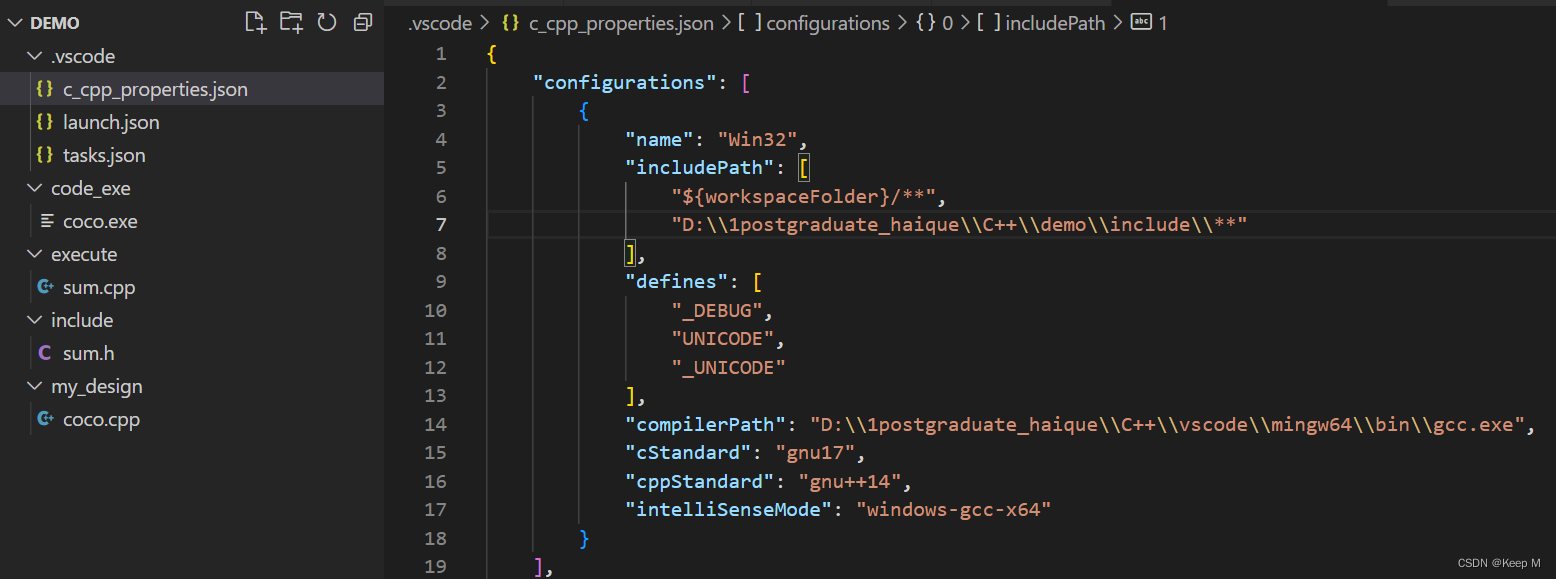 DEMO
.vscode
c_cpp_properties.json
launch.json
tasks.json
code_exe
coco.exe
execute
sum.cpp
include
sum.h
my_design
coco.cpp
.vscode > {} c_cpp_properties.json > [ ] configurations > {} 0 > [ ] includePath > abc 1
1 {
2 "configurations": [
3 {
4 "name": "Win32",
5 "includePath": [
6 "${workspaceFolder}/**",
7 "D:\\1postgraduate_haique\\C++\\demo\\include\\**"
8 ],
9 "defines": [
10 "_DEBUG",
11 "UNICODE",
12 "_UNICODE"
13 ],
14 "compilerPath": "D:\\1postgraduate_haique\\C++\\vscode\\mingw64\\bin\\gcc.exe",
15 "cStandard": "gnu17",
16 "cppStandard": "gnu++14",
17 "intelliSenseMode": "windows-gcc-x64"
18 }
19 ],
CSDN @Keep M